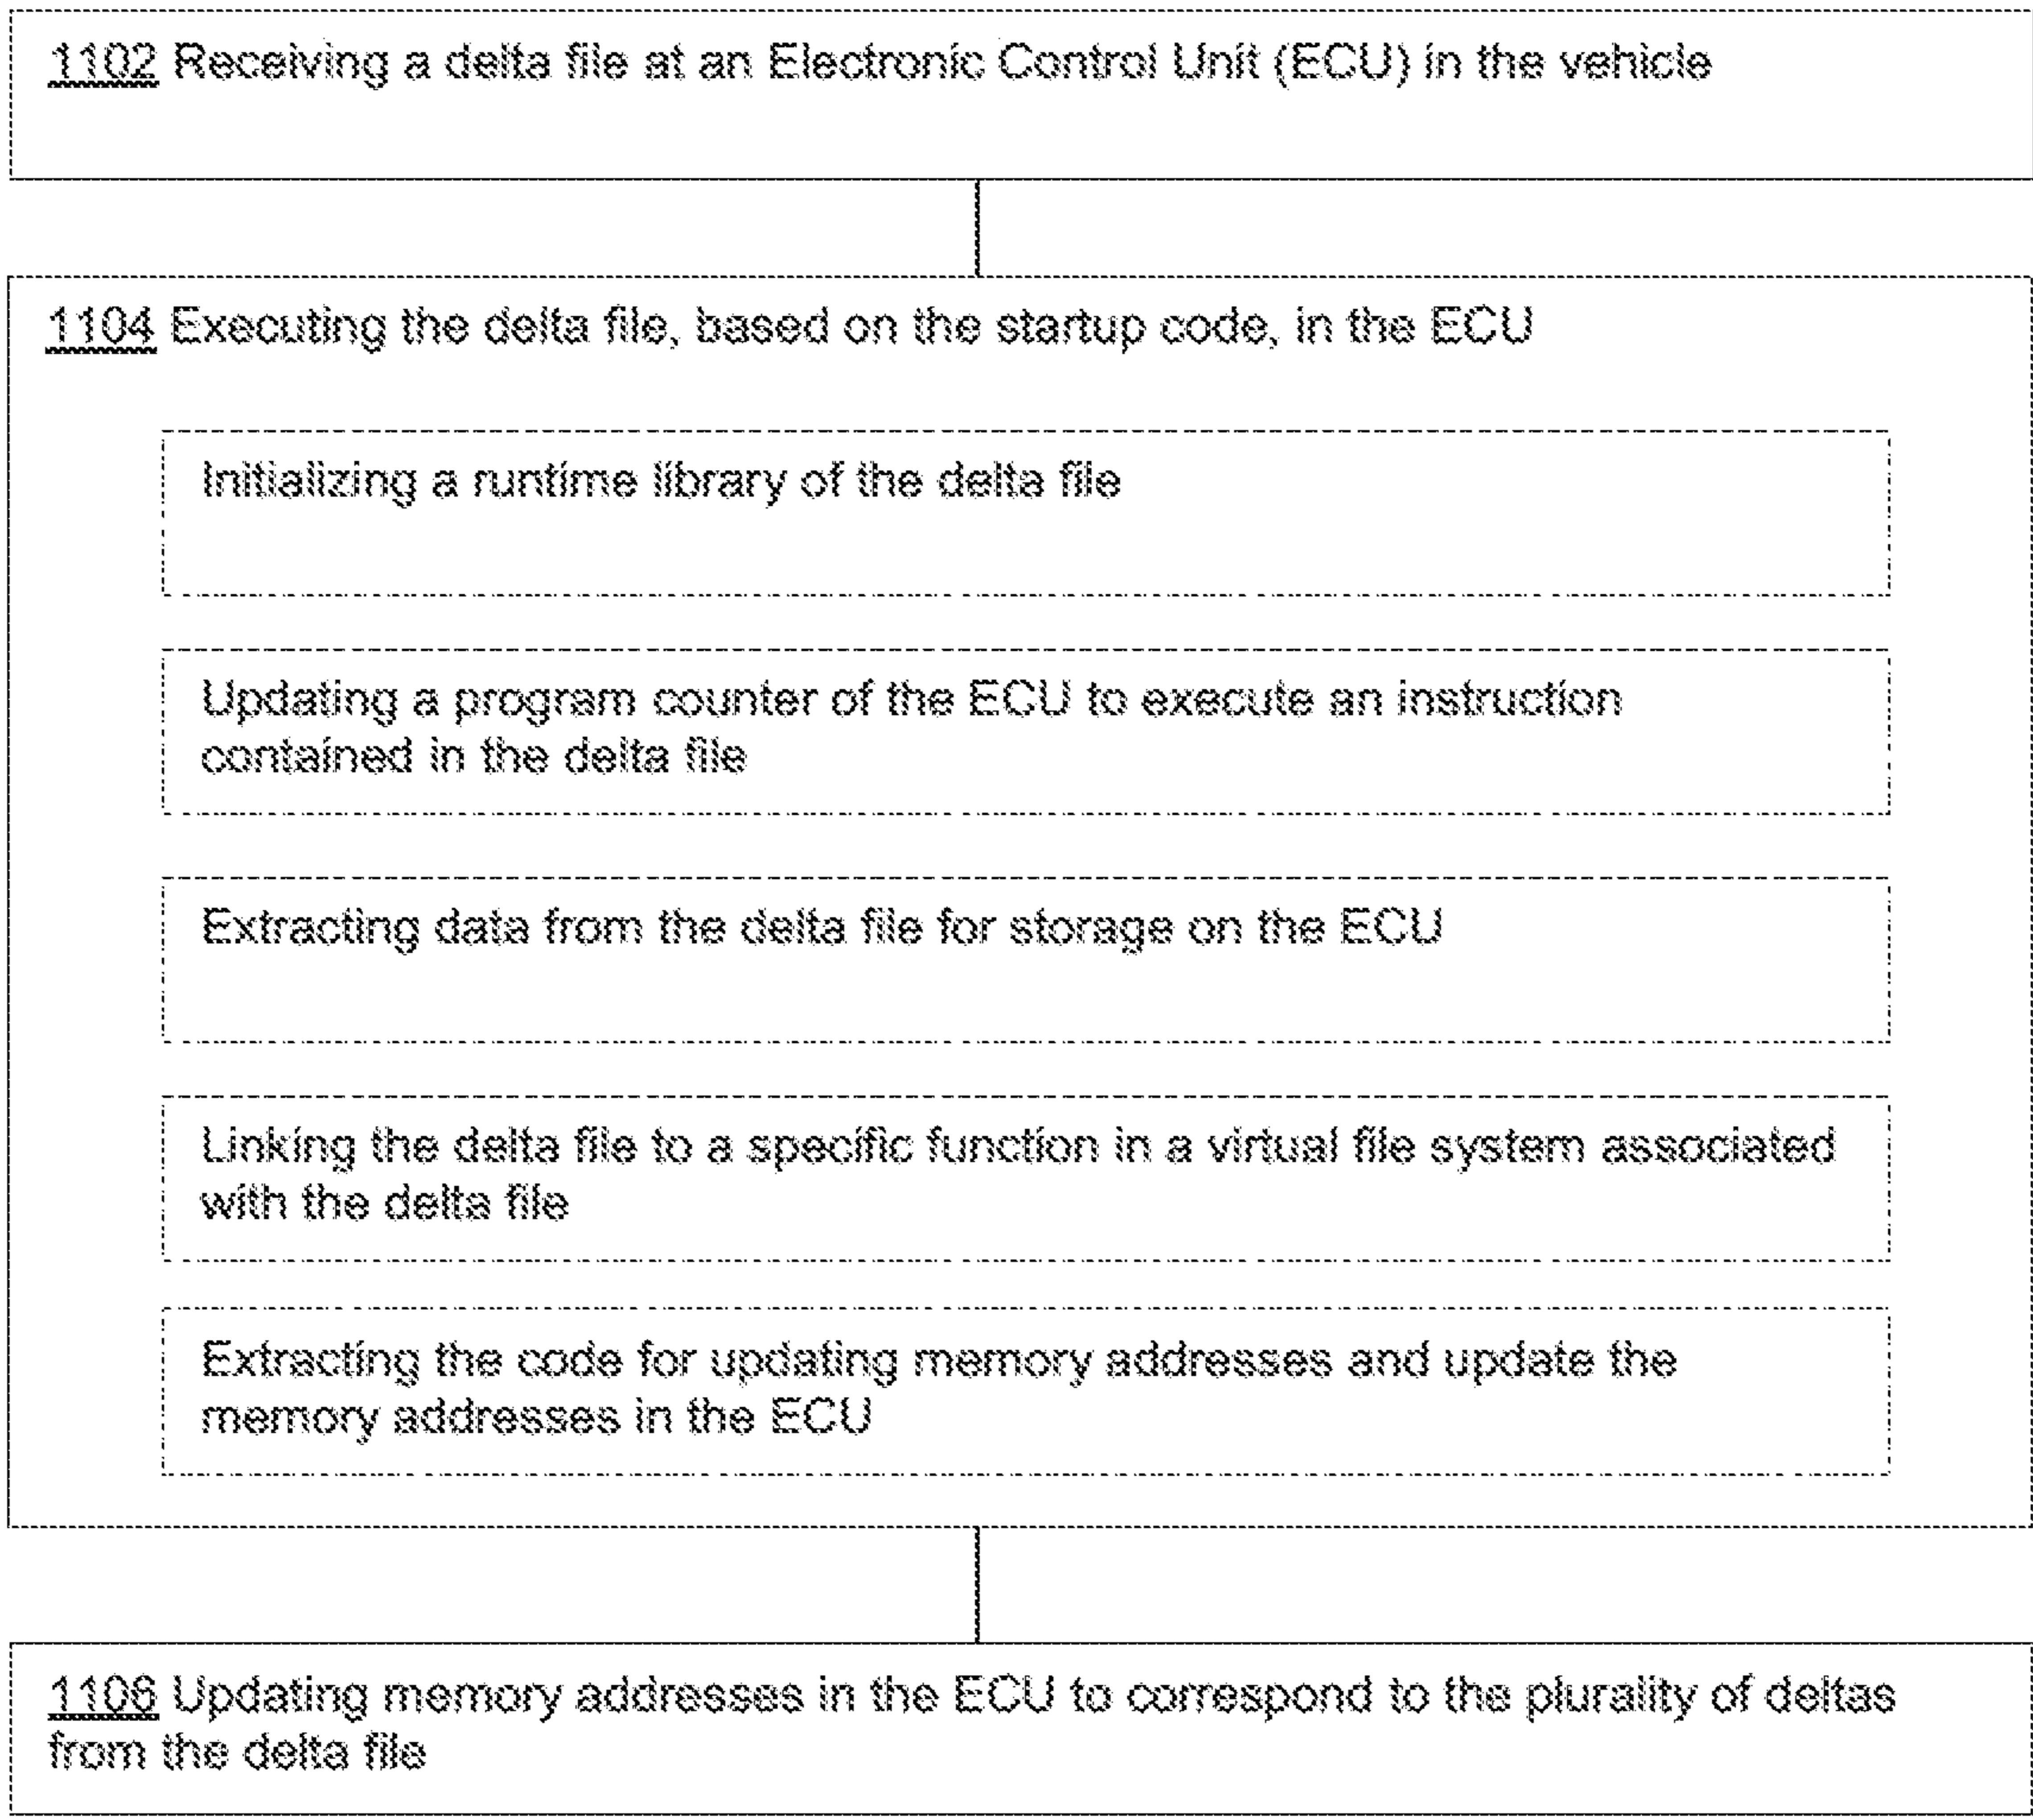 1102 Receiving a delta file at an Electronic Control Unit (ECU) in the vehicle
1104 Executing the delta file, based on the startup code, in the ECU
Initializing a runtime library of the delta file
Updating a program counter of the ECU to execute an instruction
contained in the delta file
Extracting data from the delta file for storage on the ECU
Linking the delta file to a specific function in a virtual file system associated
with the delta file
Extracting the code for updating memory addresses and update the
memory addresses in the ECU
1106 Updating memory addresses in the ECU to correspond to the plurality of deltas
from the delta file